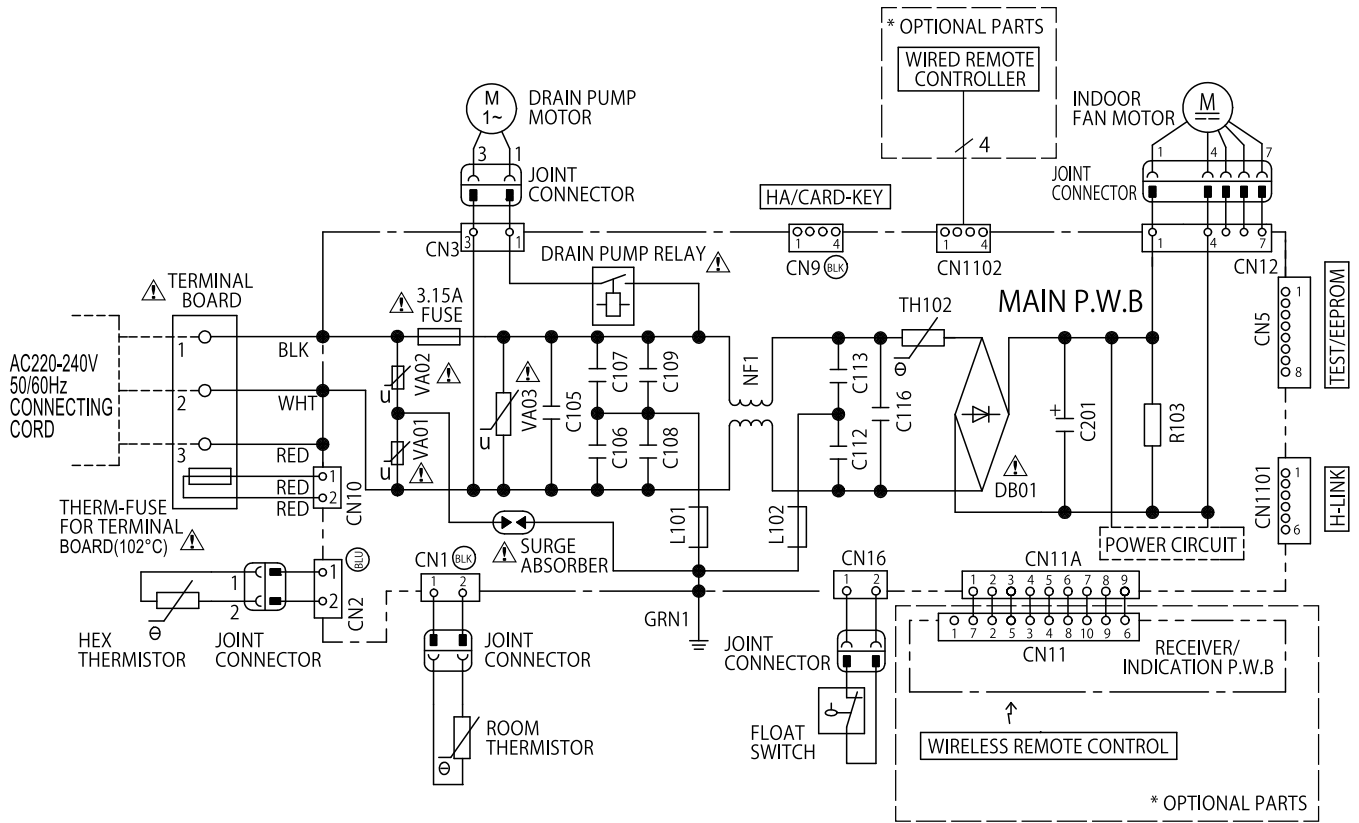 * OPTIONAL PARTS
WIRED REMOTE
CONTROLLER
4
M
1~
DRAIN PUMP
MOTOR
3 1
JOINT
CONNECTOR
INDOOR
FAN MOTOR
M
1 4 7
JOINT
CONNECTOR
HA/CARD-KEY
CN3
3 1
1 4
CN9 BLK
1 4
CN1102
1 4 7
CN12
DRAIN PUMP RELAY
TERMINAL
BOARD
3.15A
FUSE
TH102
θ
MAIN P.W.B
1
8
CN5
TEST/EEPROM
AC220-240V
50/60Hz
CONNECTING
CORD
1
BLK
2
WHT
3
RED
RED
RED
1
2
CN10
u
VA02
u
VA01
u
VA03
C105
C107
C109
C106
C108
NF1
C113
C112
C116
DB01
+
C201
R103
1
6
CN1101
H-LINK
THERM-FUSE
FOR TERMINAL
BOARD(102°C)
SURGE
ABSORBER
L101
L102
POWER CIRCUIT
BLU
1
2
CN2
1
2
θ
HEX
THERMISTOR
JOINT
CONNECTOR
CN1 BLK
1 2
JOINT
CONNECTOR
θ
ROOM
THERMISTOR
GRN1
CN16
1 2
JOINT
CONNECTOR
FLOAT
SWITCH
CN11A
1 2 3 4 5 6 7 8 9
1 7 2 5 3 4 8 10 9 6
CN11
RECEIVER/
INDICATION P.W.B
WIRELESS REMOTE CONTROL
* OPTIONAL PARTS